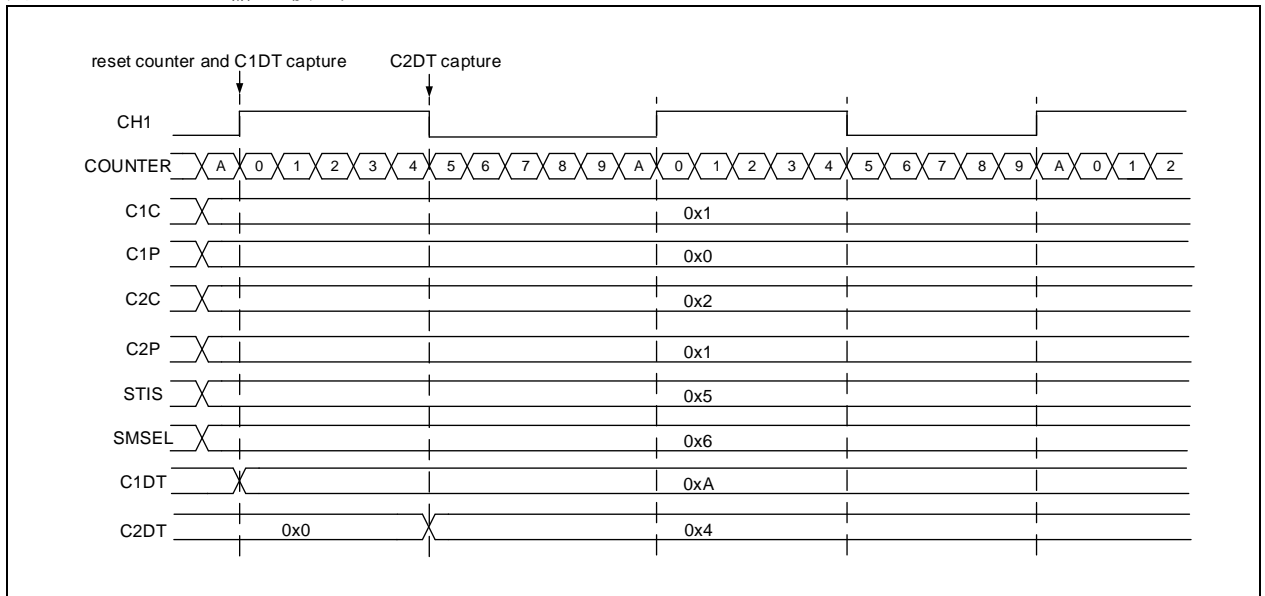 reset counter and C1DT capture C2DT capture
CH1
COUNTER A 0 1 2 3 4 5 6 7 8 9 A 0 1 2 3 4 5 6 7 8 9 A 0 1 2
C1C 0x1
C1P 0x0
C2C 0x2
C2P 0x1
STIS 0x5
SMSEL 0x6
C1DT 0xA
C2DT 0x0 0x4